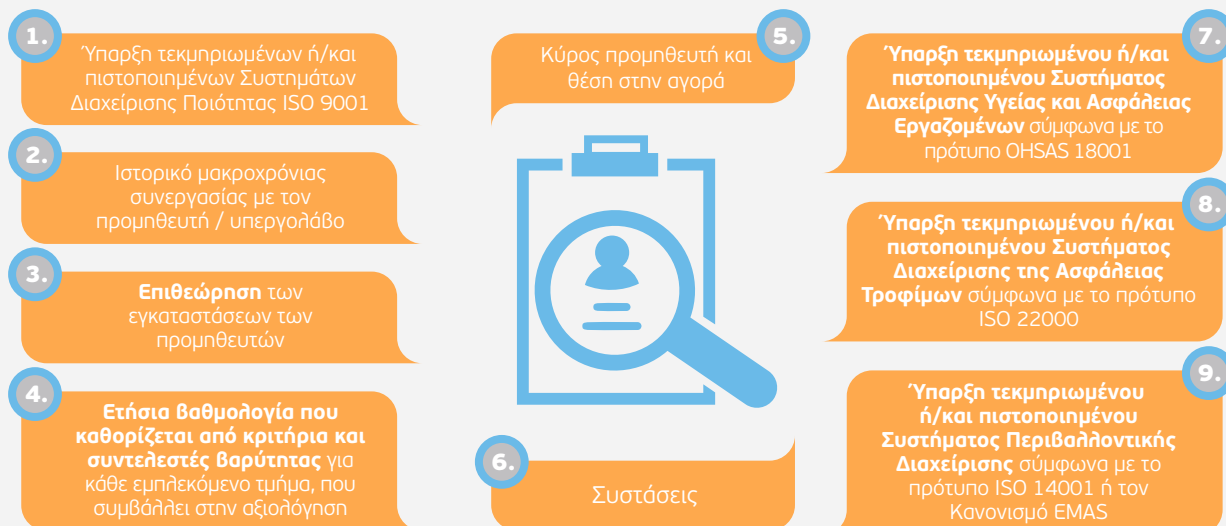 1.
Ύπαρξη τεκμηριωμένων ή/και
πιστοποιημένων Συστημάτων
Διαχείρισης Ποιότητας ISO 9001
2.
Ιστορικό μακροχρόνιας
συνεργασίας με τον
προμηθευτή / υπεργολάβο
3.
Επιθεώρηση των
εγκαταστάσεων των
προμηθευτών
4.
Ετήσια βαθμολογία που
καθορίζεται από κριτήρια και
συντελεστές βαρύτητας για
κάθε εμπλεκόμενο τμήμα, που
συμβάλλει στην αξιολόγηση
5.
Κύρος προμηθευτή και
θέση στην αγορά
6.
Συστάσεις
7.
Ύπαρξη τεκμηριωμένου ή/και
πιστοποιημένου Συστήματος
Διαχείρισης Υγείας και Ασφάλειας
Εργαζομένων σύμφωνα με το
πρότυπο OHSAS 18001
8.
Ύπαρξη τεκμηριωμένου ή/και
πιστοποιημένου Συστήματος
Διαχείρισης της Ασφάλειας
Τροφίμων σύμφωνα με το πρότυπο
ISO 22000
9.
Ύπαρξη τεκμηριωμένου
ή/και πιστοποιημένου
Συστήματος Περιβαλλοντικής
Διαχείρισης σύμφωνα με το
πρότυπο ISO 14001 ή τον
Κανονισμό EMAS